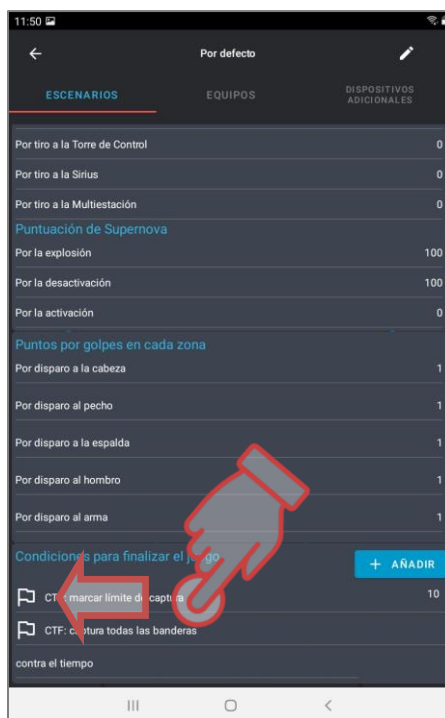 11:50
Por defecto
ESCENARIOS
EQUIPOS
DISPOSITIVOS
ADICIONALES
Por tiro a la Torre de Control 0
Por tiro a la Sirius 0
Por tiro a la Multiestación 0
Puntuación de Supernova
Por la explosión 100
Por la desactivación 100
Por la activación 0
Puntos por golpes en cada zona
Por disparo a la cabeza 1
Por disparo al pecho 1
Por disparo a la espalda 1
Por disparo al hombro 1
Por disparo al arma 1
Condiciones para finalizar el juego
+ AÑADIR
CTF: marcar límite de captura 10
CTF: captura todas las banderas
contra el tiempo